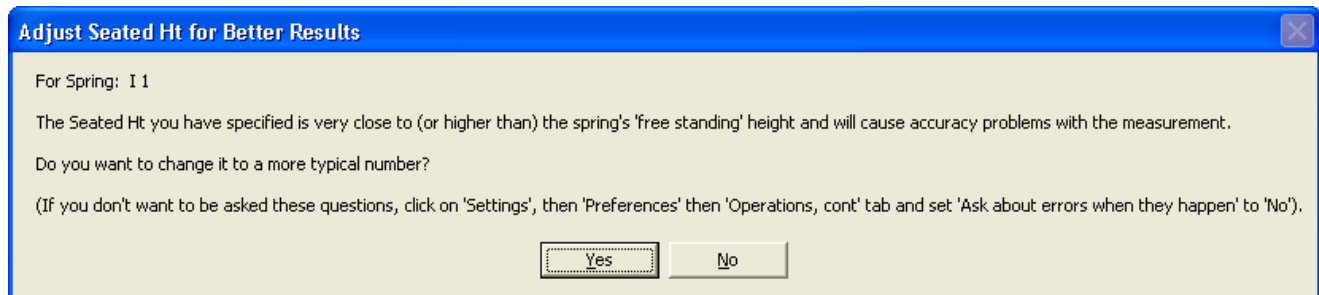 Adjust Seated Ht for Better Results
For Spring: I 1
The Seated Ht you have specified is very close to (or higher than) the spring's 'free standing' height and will cause accuracy problems with the measurement.
Do you want to change it to a more typical number?
(If you don't want to be asked these questions, click on 'Settings', then 'Preferences' then 'Operations, cont' tab and set 'Ask about errors when they happen' to 'No').
Yes No